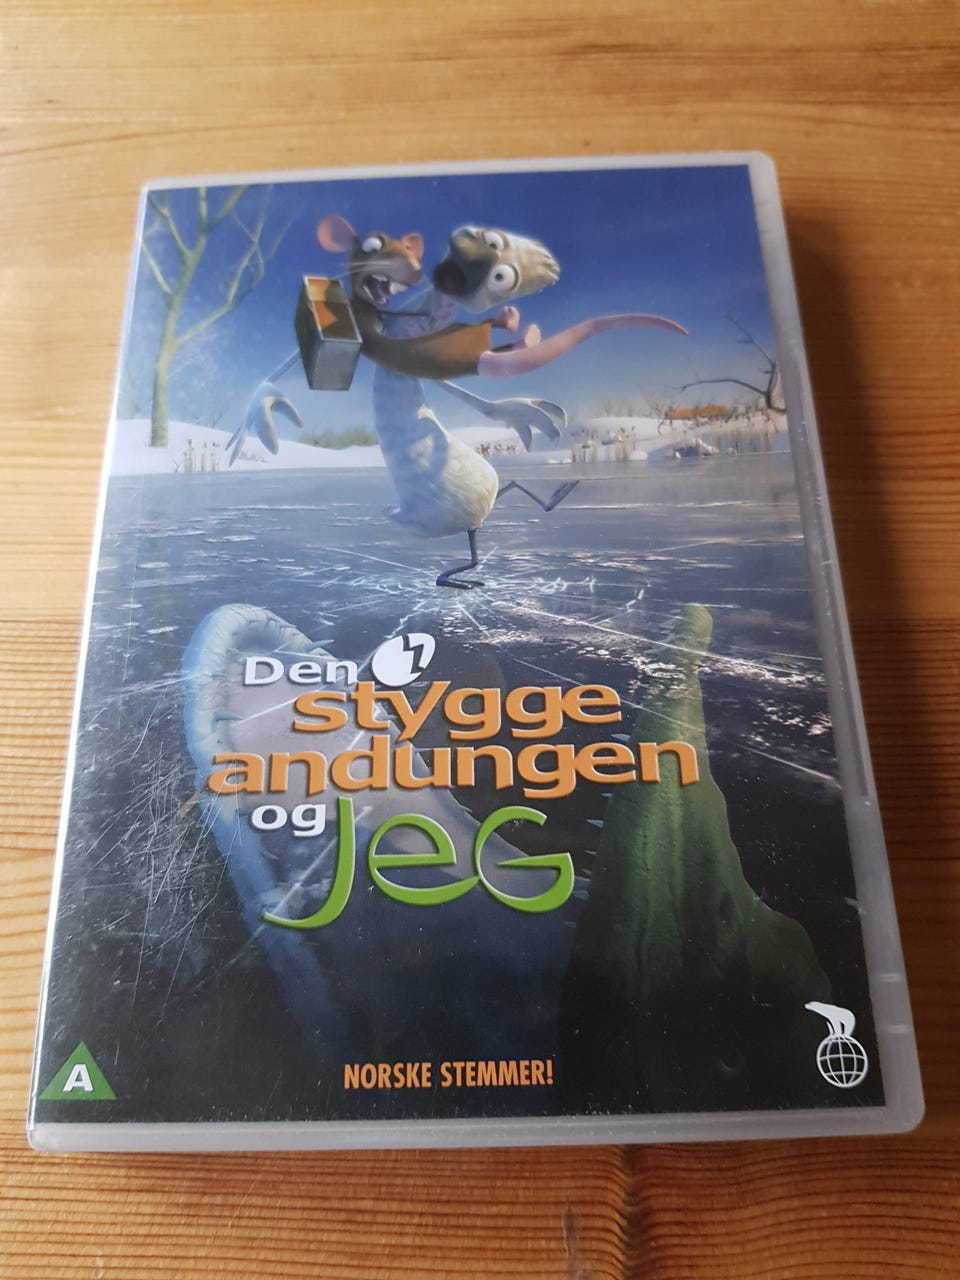 Den
stygge
andungen
og
JeG
NORSKE STEMMER!
A